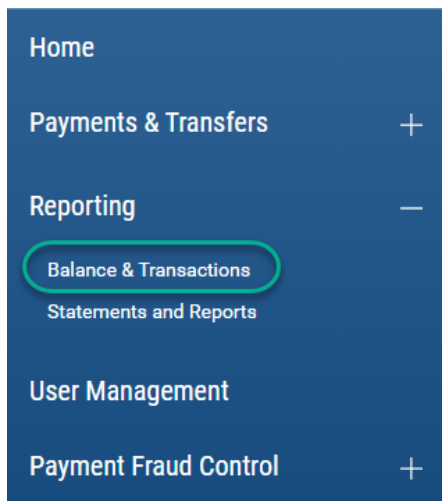 Home
Payments & Transfers
Reporting
Balance & Transactions
Statements and Reports
User Management
Payment Fraud Control